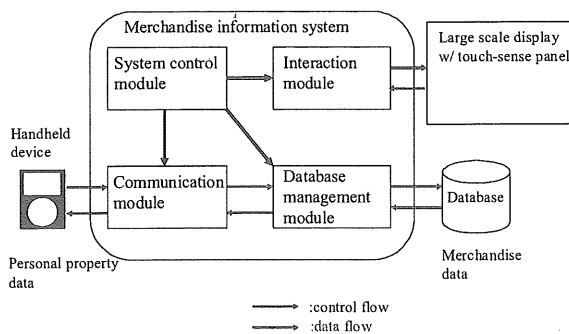 Merchandise information system
System control
module
Interaction
module
Large scale display
w/ touch-sense panel
Handheld
device
Communication
module
Database
management
module
Database
Personal property
data
Merchandise
data
:control flow
:data flow